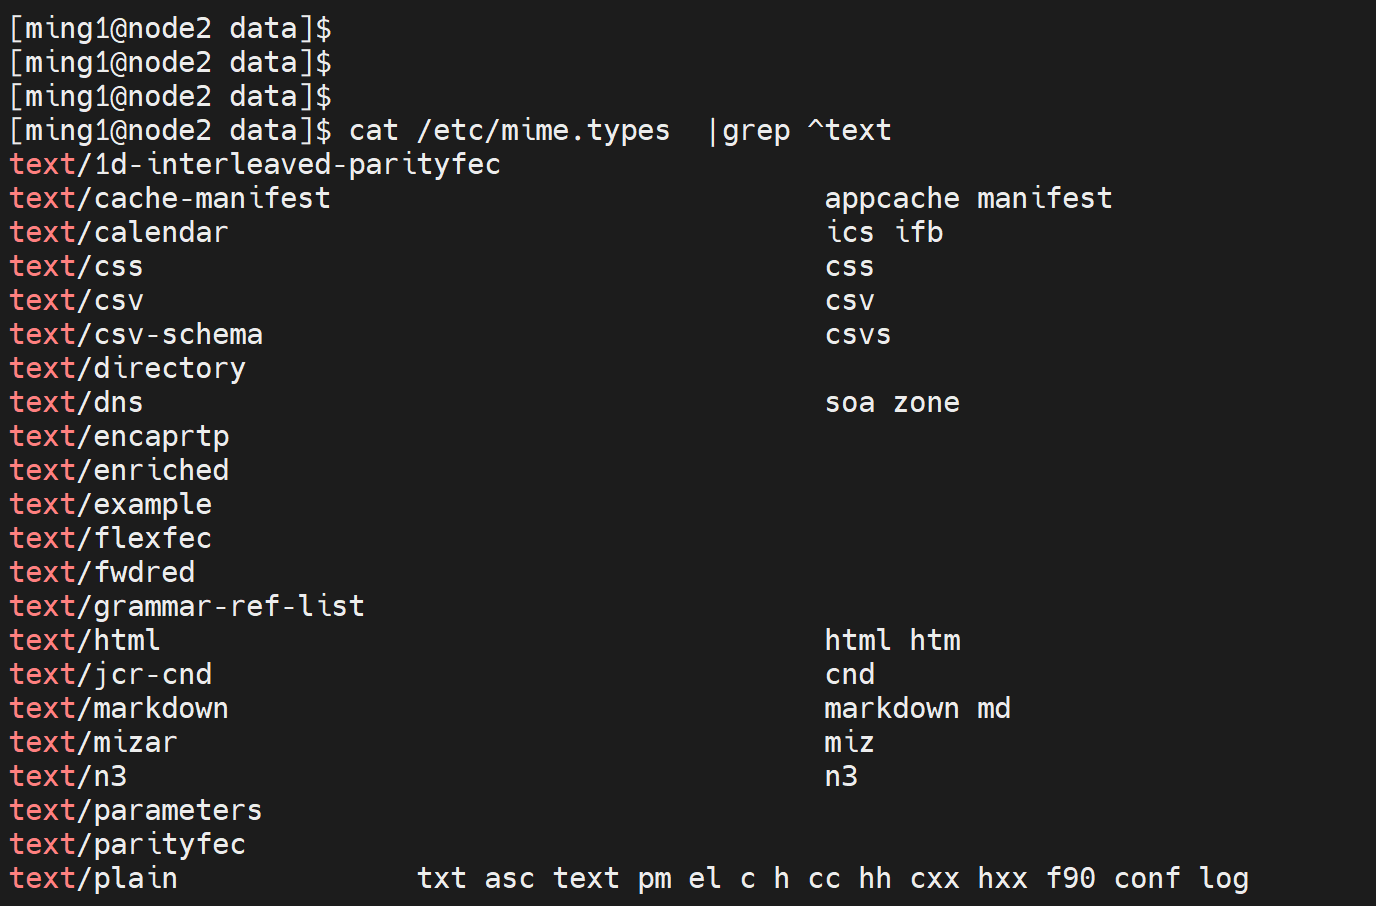 [ming1@node2 data]$
[ming1@node2 data]$
[ming1@node2 data]$
[ming1@node2 data]$ cat /etc/mime.types  |grep ^text
text/1d-interleaved-parityfec
text/cache-manifest                             appcache manifest
text/calendar                                   ics ifb
text/css                                        css
text/csv                                        csv
text/csv-schema                                 csvs
text/directory
text/dns                                        soa zone
text/encaprtp
text/enriched
text/example
text/flexfec
text/fwdred
text/grammar-ref-list
text/html                                       html htm
text/jcr-cnd                                    cnd
text/markdown                                   markdown md
text/mizar                                      miz
text/n3                                         n3
text/parameters
text/parityfec
text/plain              txt asc text pm el c h cc hh cxx hxx f90 conf log